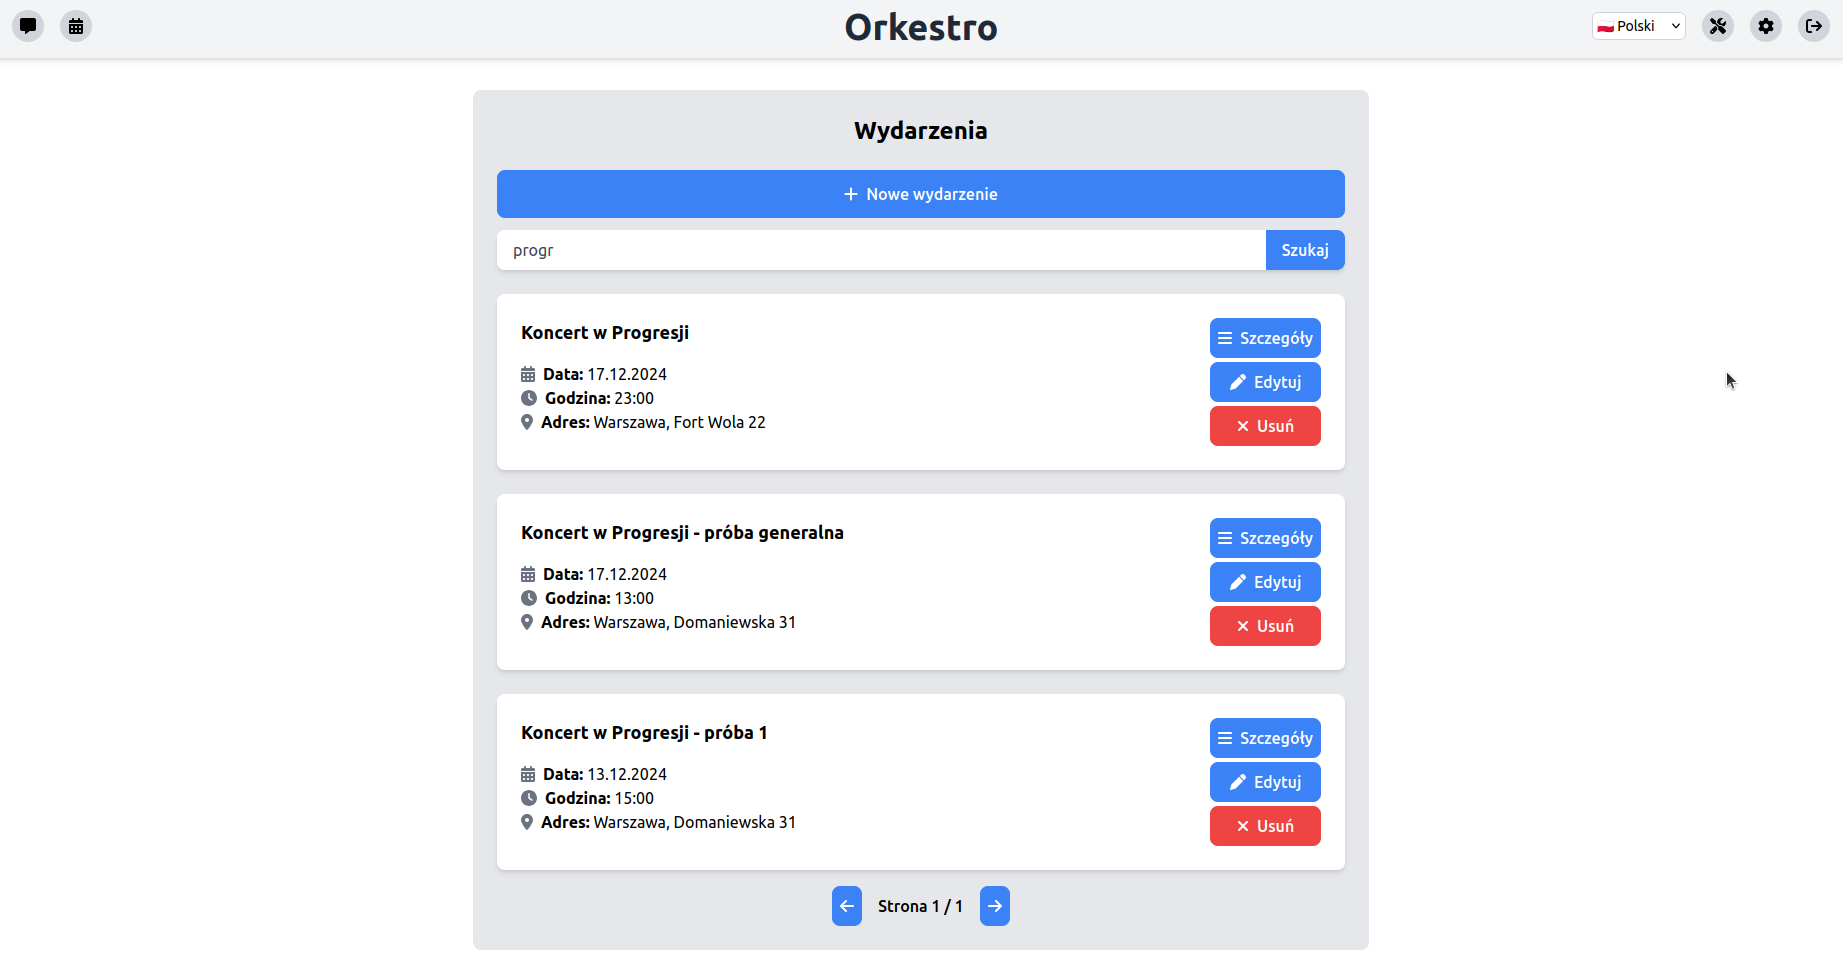 Orkestro
Polski
Wydarzenia
Nowe wydarzenie
progr
Szukaj
Koncert w Progresji
Data: 17.12.2024
Godzina: 23:00
Adres: Warszawa, Fort Wola 22
Szczegóły
Edytuj
Usuń
Koncert w Progresji - próba generalna
Data: 17.12.2024
Godzina: 13:00
Adres: Warszawa, Domaniewska 31
Szczegóły
Edytuj
Usuń
Koncert w Progresji - próba 1
Data: 13.12.2024
Godzina: 15:00
Adres: Warszawa, Domaniewska 31
Szczegóły
Edytuj
Usuń
Strona 1 / 1